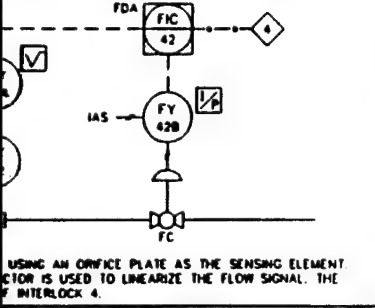 FDA
FIC
42
4
√
I/P
IAS
FY
42B
FC
USING AN ORIFICE PLATE AS THE SENSING ELEMENT.
CTOR IS USED TO LINEARIZE THE FLOW SIGNAL. THE
F INTERLOCK 4.